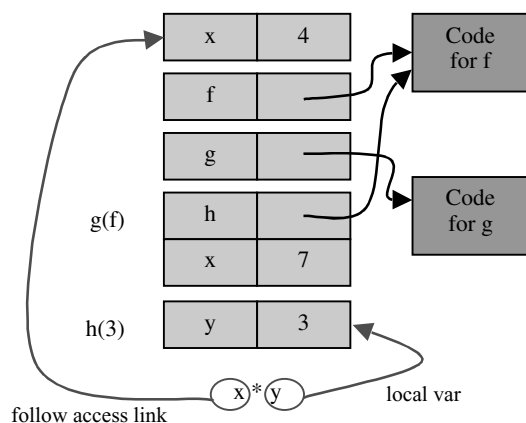 x 4
Code
for f
f
g
Code
for g
g(f)
h
x 7
h(3)
y 3
x * y
local var
follow access link